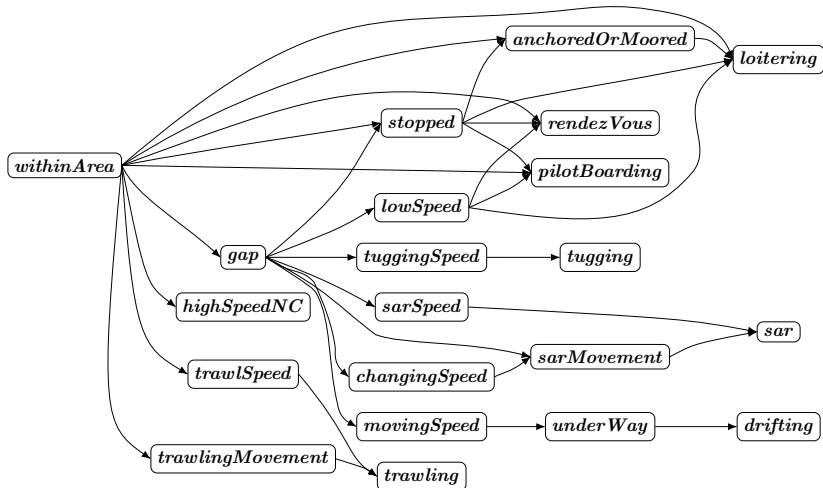 anchoredOrMoored
loitering
stopped
rendezVous
withinArea
pilotBoarding
lowSpeed
gap
tuggingSpeed
tugging
highSpeedNC
sarSpeed
sar
sarMovement
trawlSpeed
changingSpeed
movingSpeed
underWay
drifting
trawlingMovement
trawling